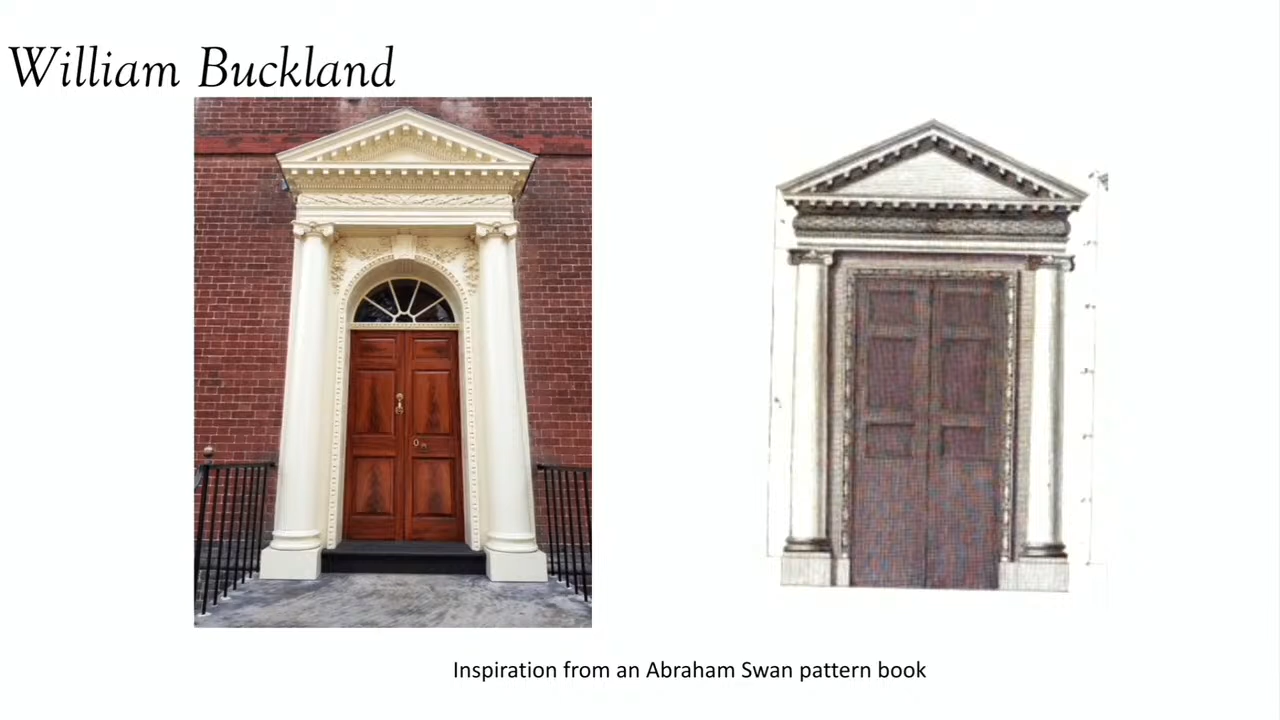 William Buckland
Inspiration from an Abraham Swan pattern book